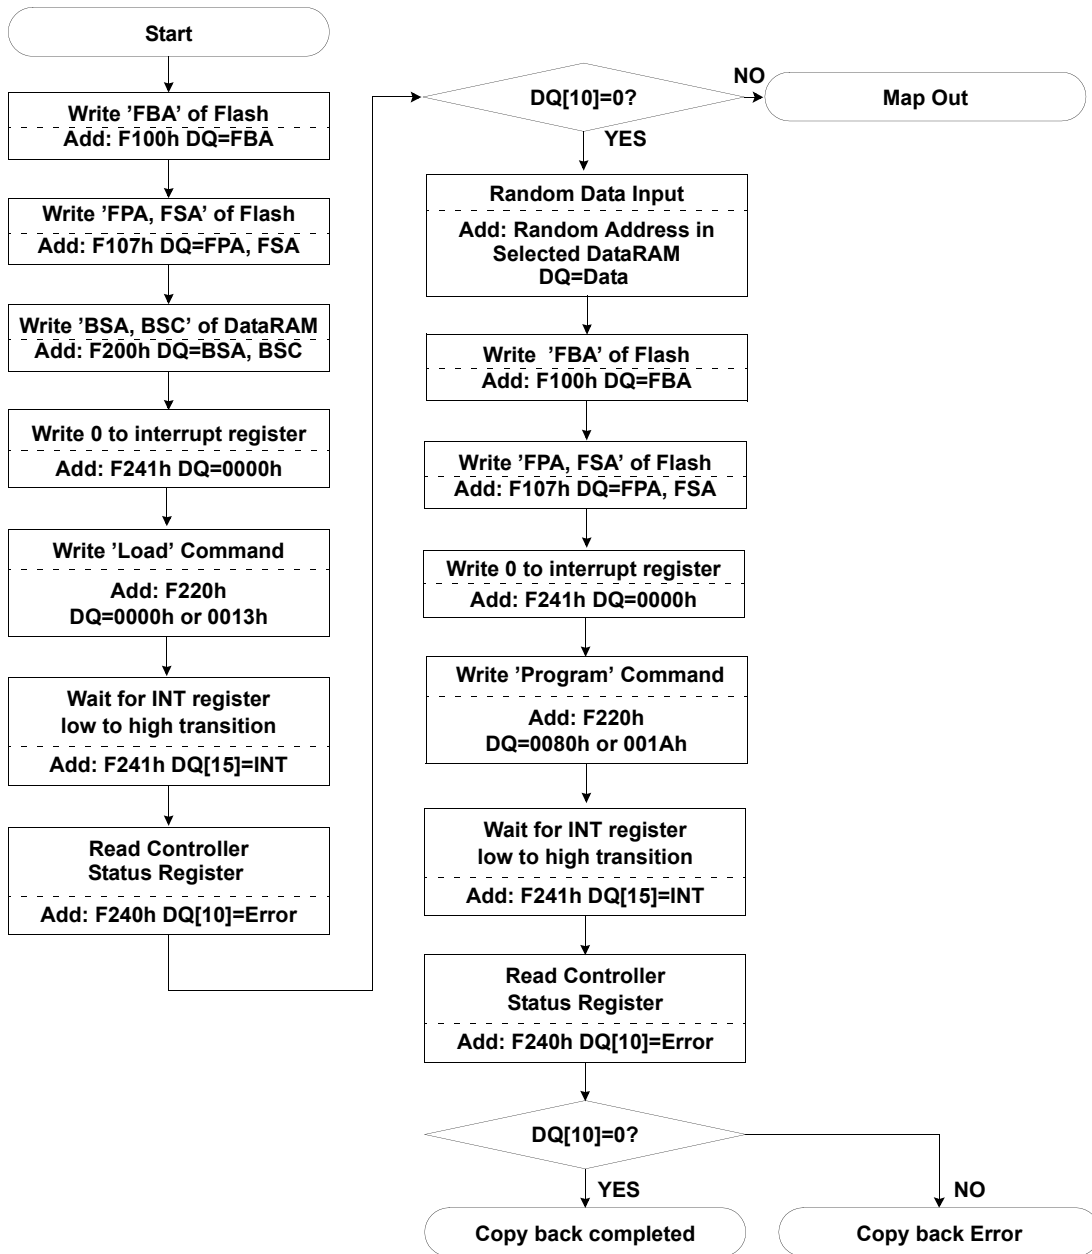 Start
Write ’FBA’ of Flash
Add: F100h DQ=FBA
Write ’FPA, FSA’ of Flash
Add: F107h DQ=FPA, FSA
Write ’BSA, BSC’ of DataRAM
Add: F200h DQ=BSA, BSC
Write 0 to interrupt register
Add: F241h DQ=0000h
Write ’Load’ Command
Add: F220h
DQ=0000h or 0013h
Wait for INT register
low to high transition
Add: F241h DQ[15]=INT
Read Controller
Status Register
Add: F240h DQ[10]=Error
DQ[10]=0?
NO
Map Out
YES
Random Data Input
Add: Random Address in
Selected DataRAM
DQ=Data
Write ’FBA’ of Flash
Add: F100h DQ=FBA
Write ’FPA, FSA’ of Flash
Add: F107h DQ=FPA, FSA
Write 0 to interrupt register
Add: F241h DQ=0000h
Write ’Program’ Command
Add: F220h
DQ=0080h or 001Ah
Wait for INT register
low to high transition
Add: F241h DQ[15]=INT
Read Controller
Status Register
Add: F240h DQ[10]=Error
DQ[10]=0?
YES
NO
Copy back completed
Copy back Error